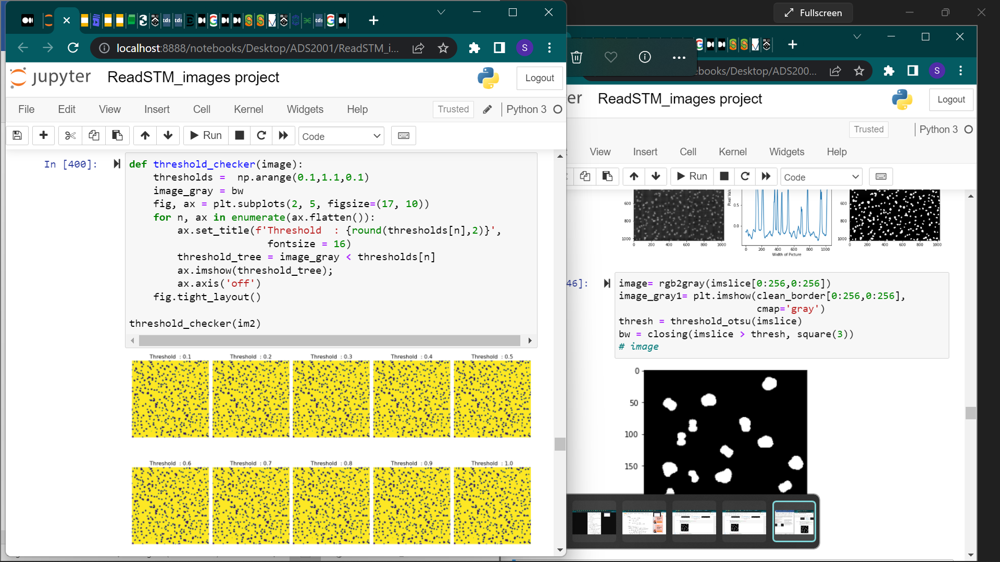 Fullscreen
localhost:8888/notebooks/Desktop/ADS2001/ReadSTM_i...
S
jupyter
ReadSTM_images project
Logout
File Edit View Insert Cell Kernel Widgets Help
Trusted
Python 3
Run
Code
In [400]:
def threshold_checker(image):
    thresholds =  np.arange(0.1,1.1,0.1)
    image_gray = bw
    fig, ax = plt.subplots(2, 5, figsize=(17, 10))
    for n, ax in enumerate(ax.flatten()):
        ax.set_title(f'Threshold  : {round(thresholds[n],2)}',
                       fontsize = 16)
        threshold_tree = image_gray < thresholds[n]
        ax.imshow(threshold_tree);
        ax.axis('off')
    fig.tight_layout()
threshold_checker(im2)
Threshold : 0.1 Threshold : 0.2 Threshold : 0.3 Threshold : 0.4 Threshold : 0.5
Threshold : 0.6 Threshold : 0.7 Threshold : 0.8 Threshold : 0.9 Threshold : 1.0
ebooks/Desktop/ADS200...
S
er
ReadSTM_images project
Logout
Trusted
Python 3
View Insert Cell Kernel Widgets Help
Run
Code
600
800
1000
0 200 400 600 800 1000
Pixel Valu
0.5
0.0
0 200 400 600 800 1000
Width of Picture
600
800
1000
0 200 400 600 800 1000
46]:
image= rgb2gray(imslice[0:256,0:256])
image_gray1= plt.imshow(clean_border[0:256,0:256],
                        cmap='gray')
thresh = threshold_otsu(imslice)
bw = closing(imslice > thresh, square(3))
# image
0
50
100
150